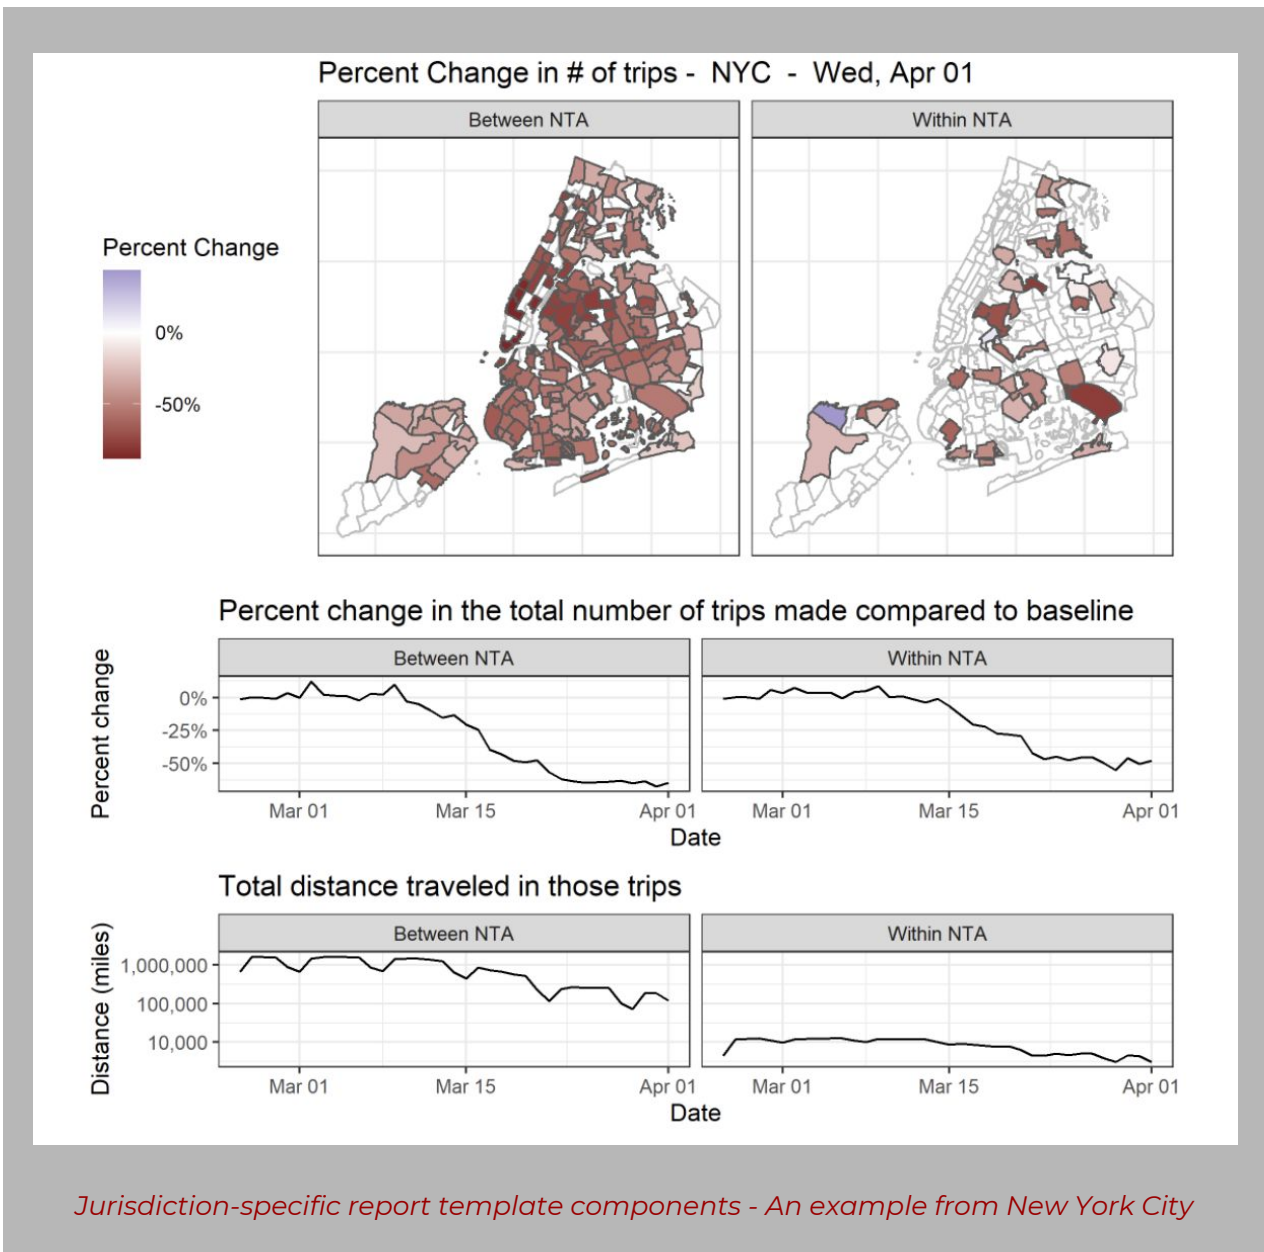 Percent Change in # of trips - NYC - Wed, Apr 01
Between NTA
Within NTA
Percent Change
0%
-50%
Percent change in the total number of trips made compared to baseline
Between NTA
Within NTA
Percent change
0%
-25%
-50%
Mar 01
Mar 15
Apr 01
Mar 01
Mar 15
Apr 01
Date
Total distance traveled in those trips
Between NTA
Within NTA
Distance (miles)
1,000,000
100,000
10,000
Mar 01
Mar 15
Apr 01
Mar 01
Mar 15
Apr 01
Date
Jurisdiction-specific report template components - An example from New York City